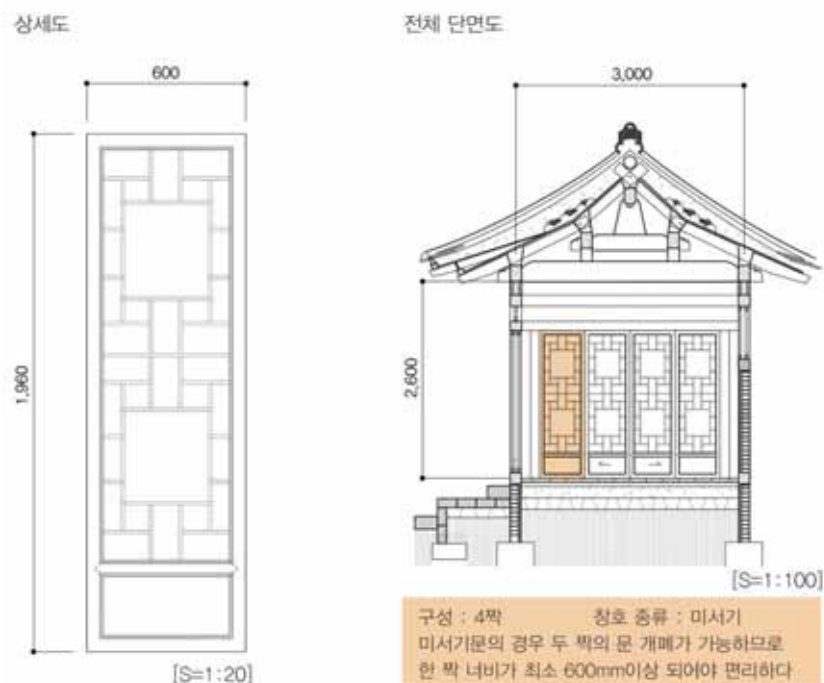 상세도
600
1,960
[S=1:20]
전체 단면도
3,000
2,600
[S=1:100]
구성 : 4짝 창호 종류 : 미서기
미서기문의 경우 두 짝의 문 개폐가 가능하므로
한 짝 너비가 최소 600mm이상 되어야 편리하다